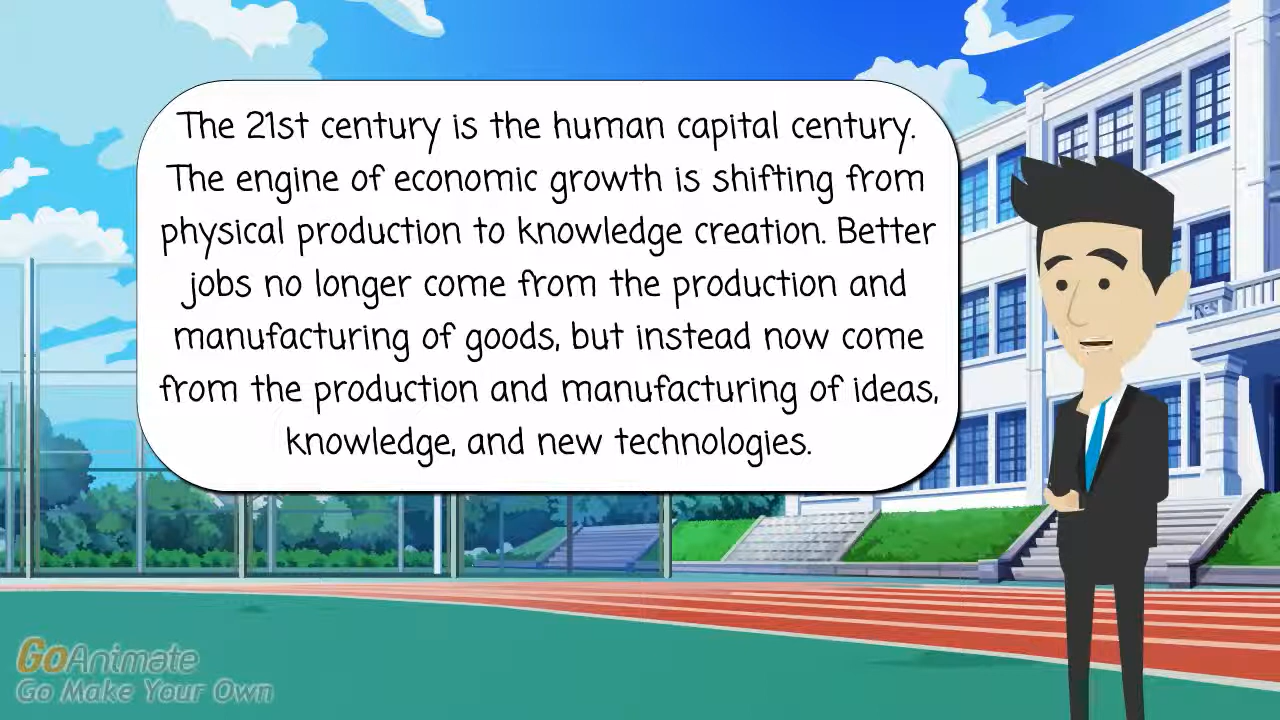 The 21st century is the human capital century.
The engine of economic growth is shifting from
physical production to knowledge creation. Better
jobs no longer come from the production and
manufacturing of goods, but instead now come
from the production and manufacturing of ideas,
knowledge, and new technologies.
GoAnimate
Go Make Your Own